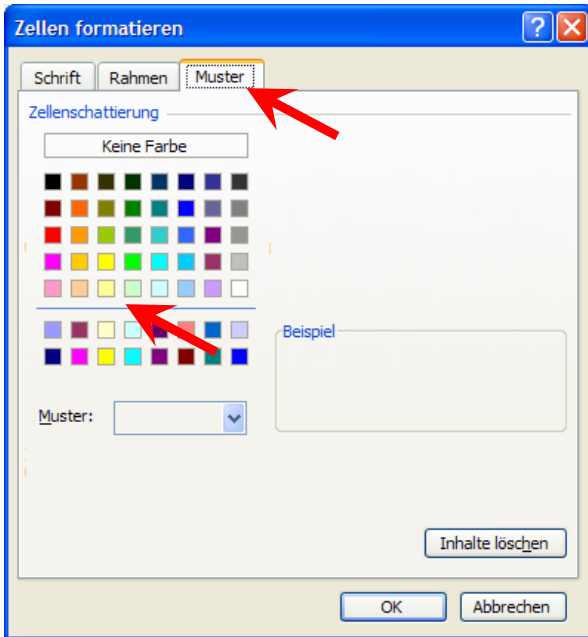 Zellen formatieren
Schrift Rahmen Muster
Zellenschattierung
Keine Farbe
Beispiel
Muster:
Inhalte löschen
OK Abbrechen